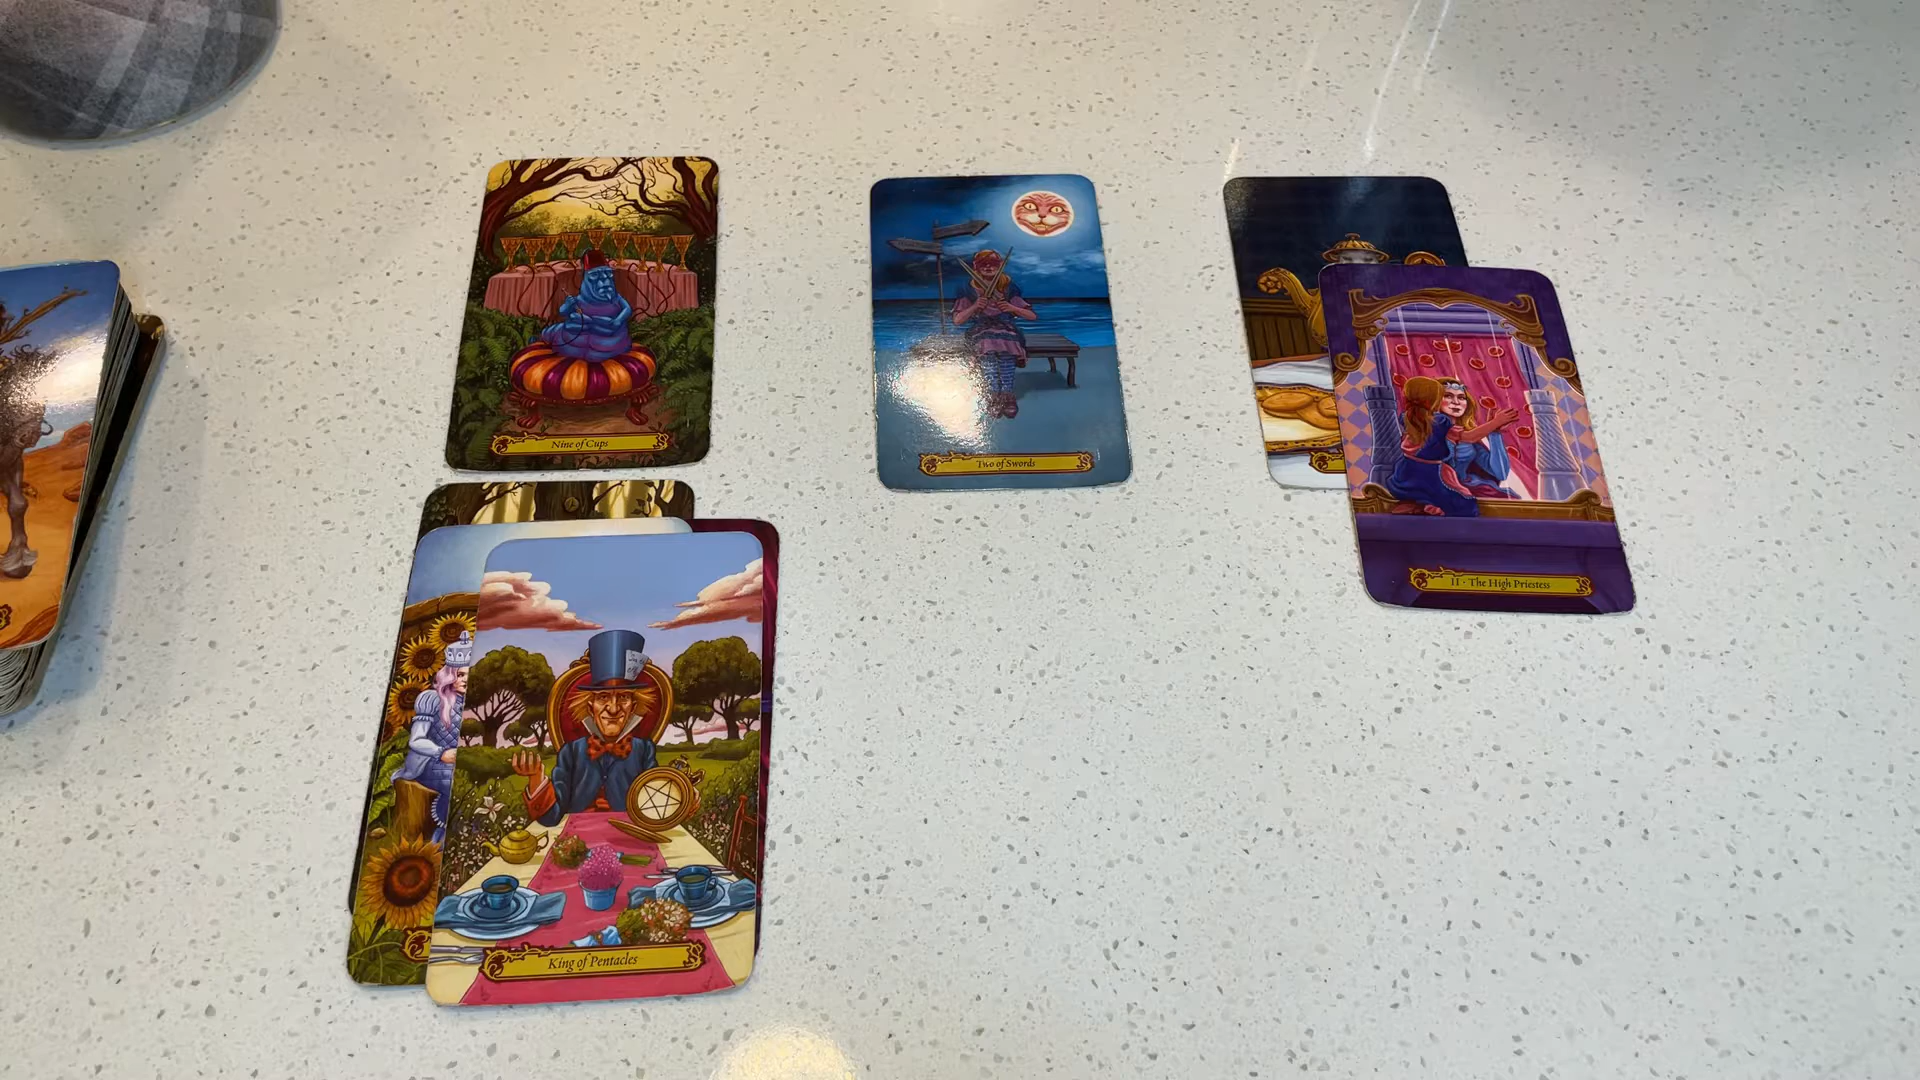 Nine of Cups
Two of Swords
II · The High Priestess
King of Pentacles